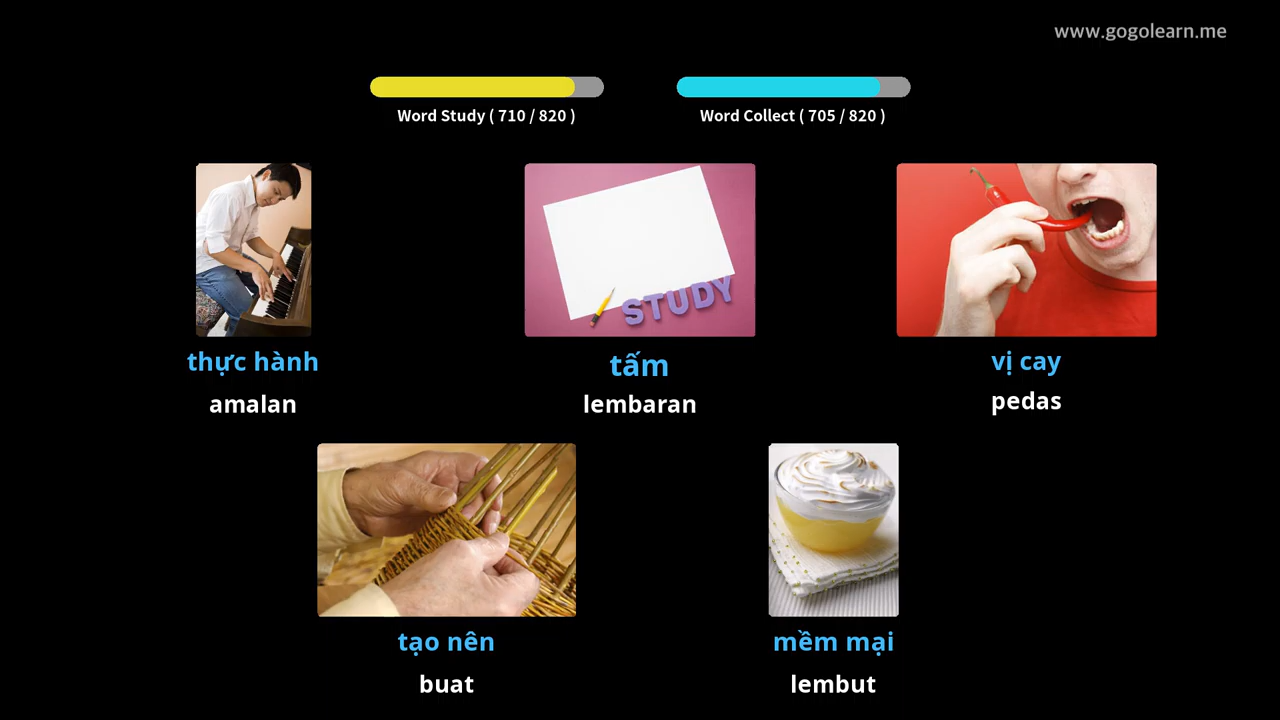 www.gogolearn.me
Word Study ( 710 / 820 )
Word Collect ( 705 / 820 )
STUDY
thực hành
tấm
vị cay
amalan
lembaran
pedas
tạo nên
mềm mại
buat
lembut